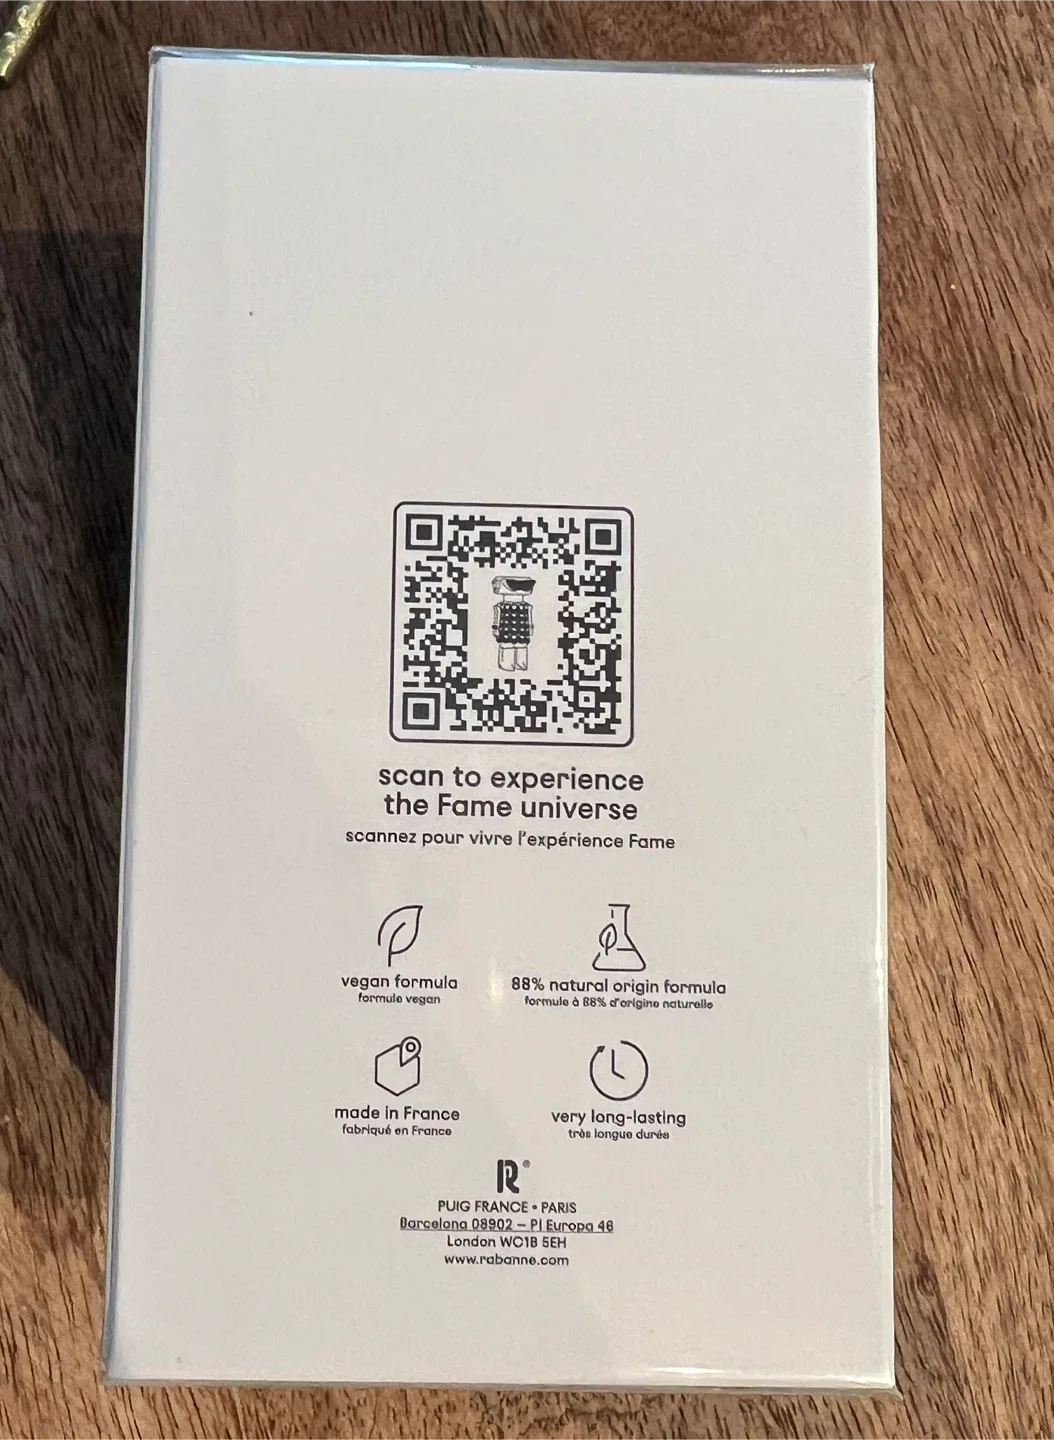 scan to experience
the Fame universe
scannez pour vivre l'expérience Fame
vegan formula
formule vegan
88% natural origin formula
formule à 88% d'origine naturelle
made in France
fabriqué en France
very long-lasting
très longue durée
R®
PUIG FRANCE • PARIS
Barcelona 08902 – Pl Europa 46
London WC1B 5EH
www.rabanne.com